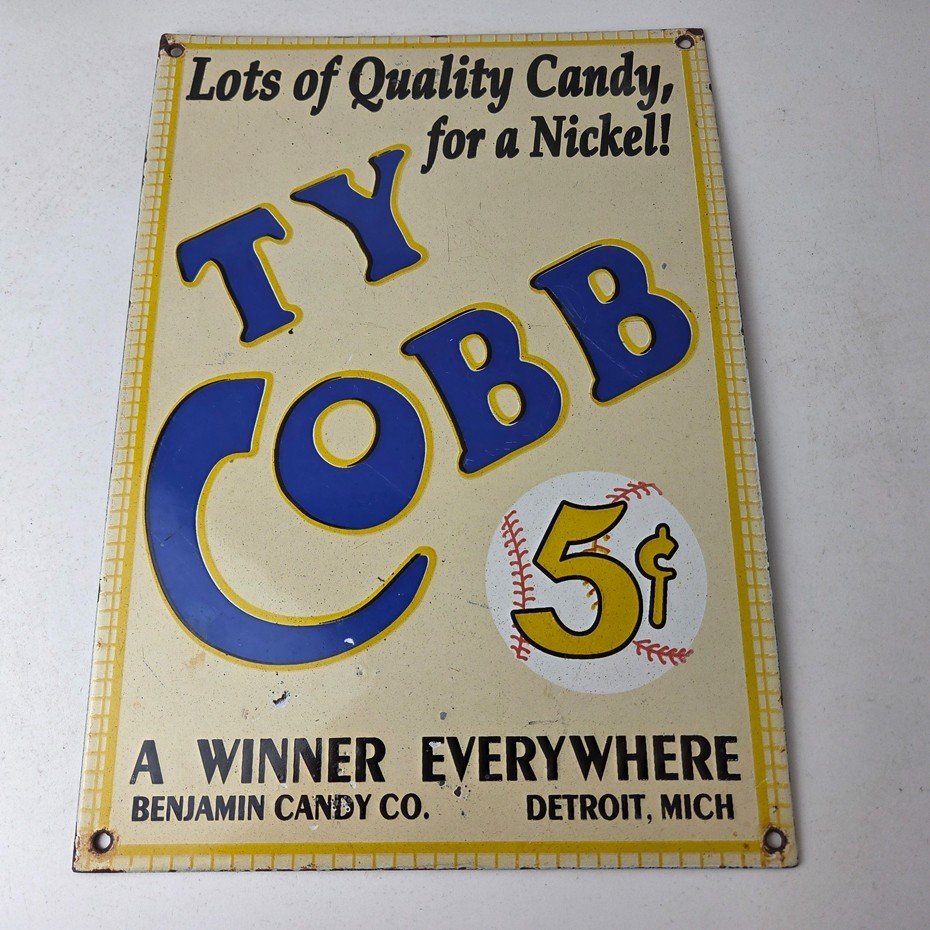 Lots of Quality Candy,
for a Nickel!
TY
COBB
5¢
A WINNER EVERYWHERE
BENJAMIN CANDY CO. DETROIT, MICH